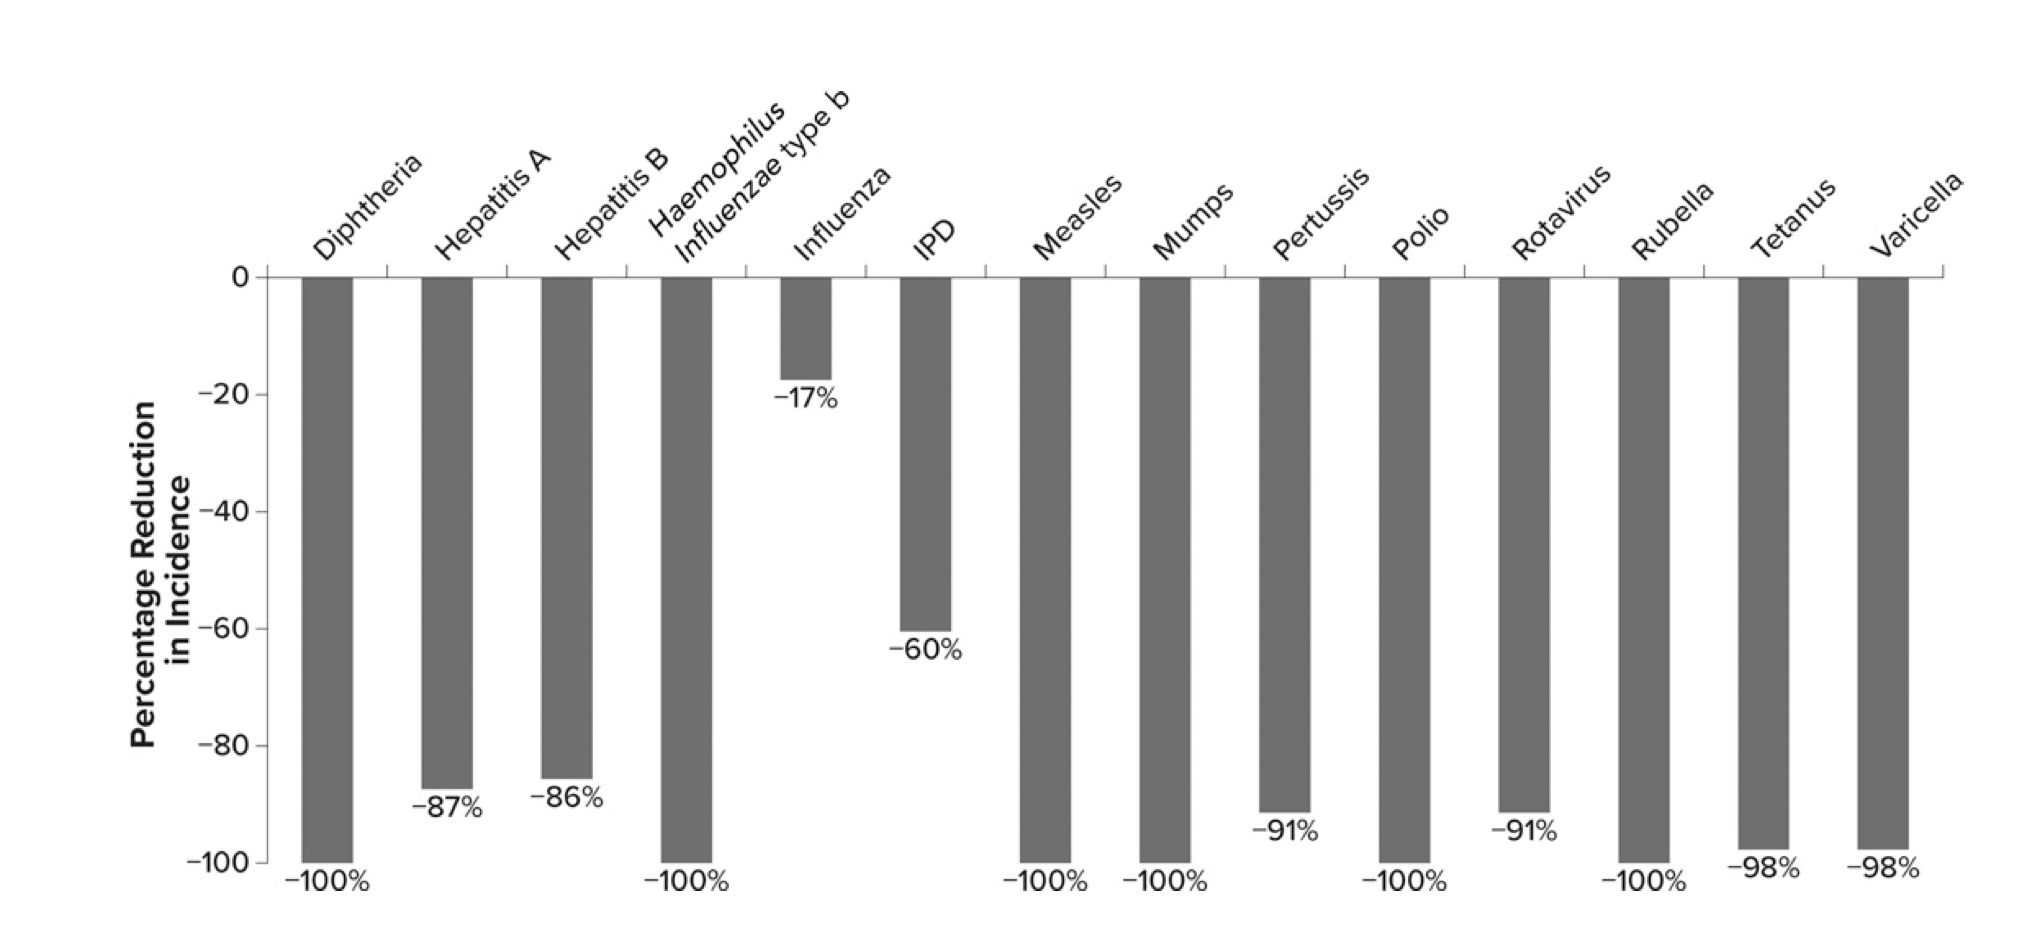 Diphtheria
Hepatitis A
Hepatitis B
Haemophilus
Influenzae type b
Influenza
IPD
Measles
Mumps
Pertussis
Polio
Rotavirus
Rubella
Tetanus
Varicella
Percentage Reduction
in Incidence
0
−20
−40
−60
−80
−100
−100%
−87%
−86%
−100%
−17%
−60%
−100%
−100%
−91%
−100%
−91%
−100%
−98%
−98%